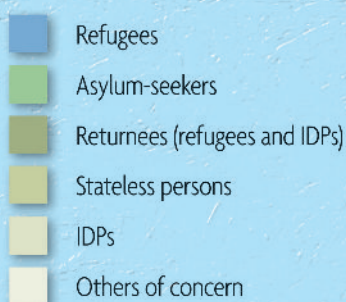 Refugees
Asylum-seekers
Returnees (refugees and IDPs)
Stateless persons
IDPs
Others of concern